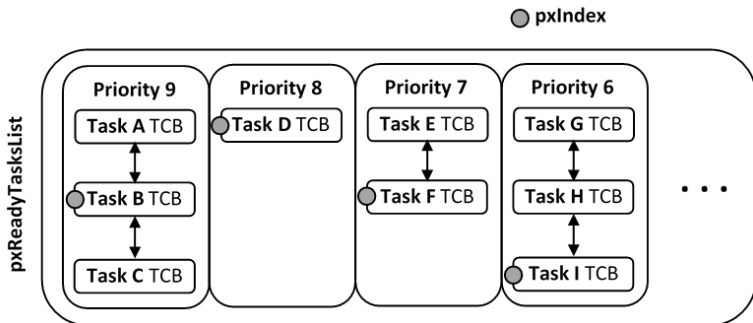 pxIndex
pxReadyTasksList
Priority 9
Task A TCB
Task B TCB
Task C TCB
Priority 8
Task D TCB
Priority 7
Task E TCB
Task F TCB
Priority 6
Task G TCB
Task H TCB
Task I TCB
...